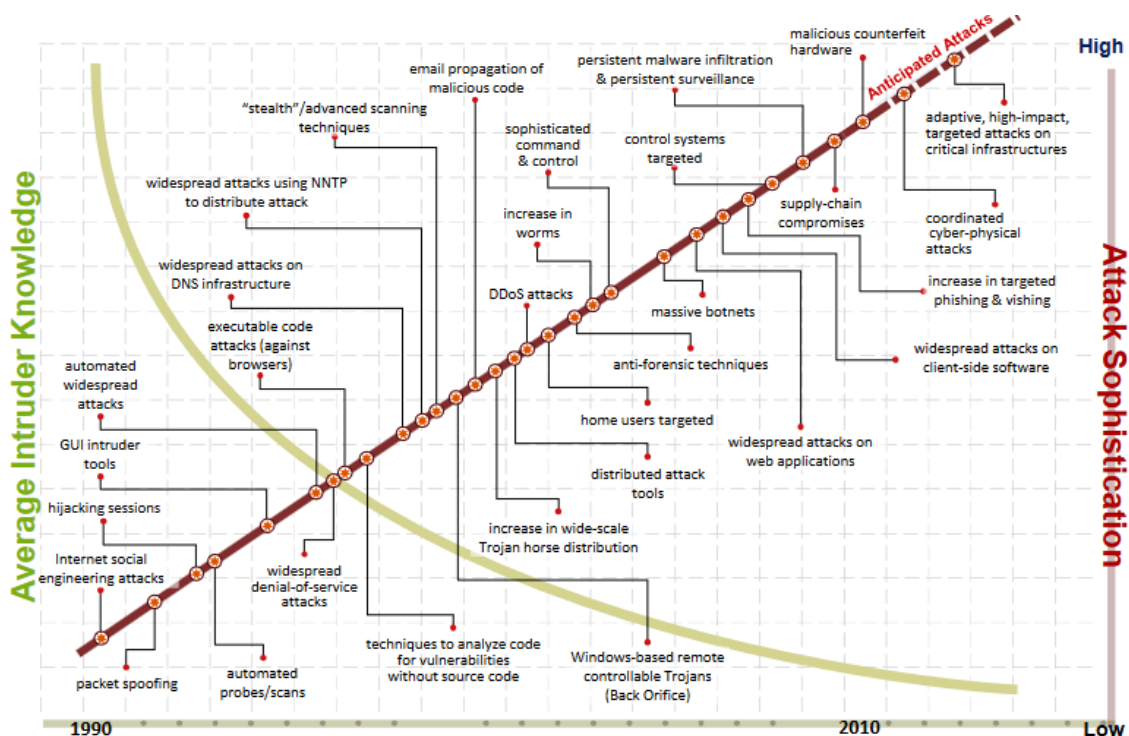 malicious counterfeit
hardware
High
Anticipated Attacks
email propagation of
malicious code
persistent malware infiltration
& persistent surveillance
"stealth"/advanced scanning
techniques
sophisticated
command
& control
control systems
targeted
adaptive, high-impact,
targeted attacks on
critical infrastructures
widespread attacks using NNTP
to distribute attack
increase in
worms
supply-chain
compromises
coordinated
cyber-physical
attacks
Average Intruder Knowledge
Attack Sophistication
widespread attacks on
DNS infrastructure
DDoS attacks
massive botnets
increase in targeted
phishing & vishing
executable code
attacks (against
browsers)
anti-forensic techniques
widespread attacks on
client-side software
automated
widespread
attacks
home users targeted
GUI intruder
tools
widespread attacks on
web applications
distributed attack
tools
hijacking sessions
increase in wide-scale
Trojan horse distribution
Internet social
engineering attacks
widespread
denial-of-service
attacks
techniques to analyze code
for vulnerabilities
without source code
Windows-based remote
controllable Trojans
(Back Orifice)
packet spoofing
automated
probes/scans
1990
2010
Low